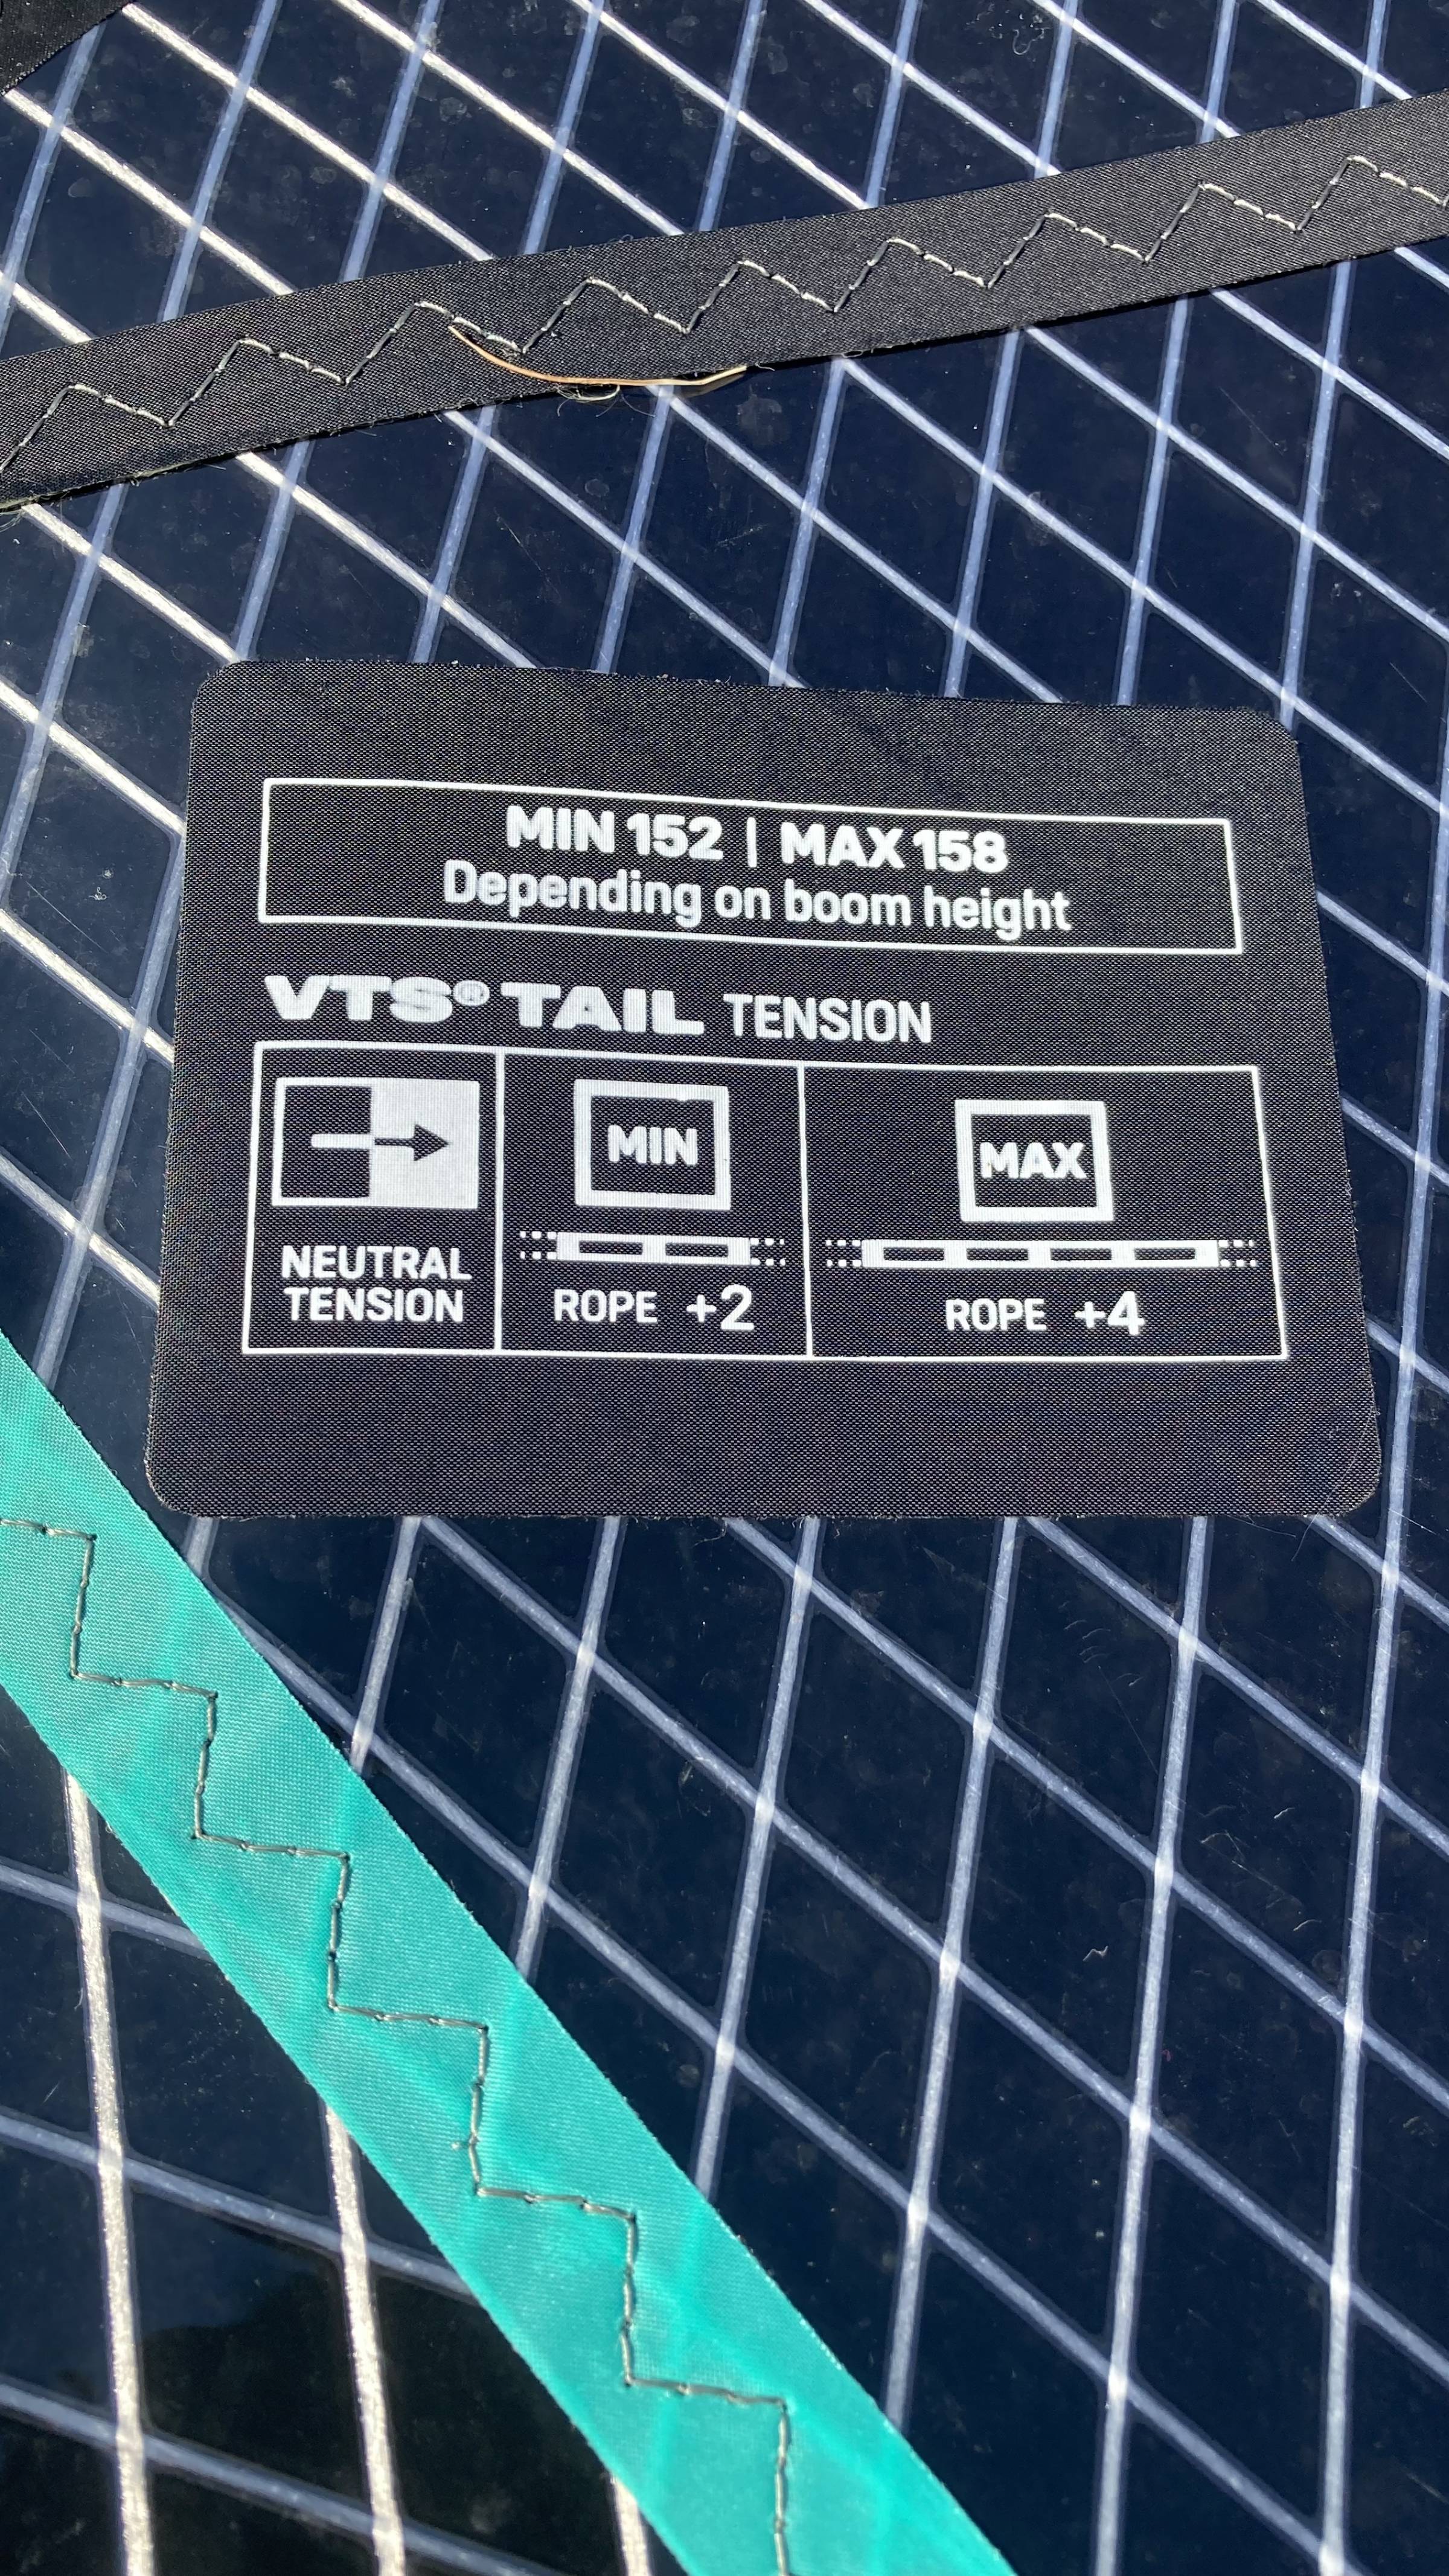 MIN 152 | MAX 158
Depending on boom height
VTS® TAIL TENSION
NEUTRAL
TENSION
MIN
ROPE +2
MAX
ROPE +4